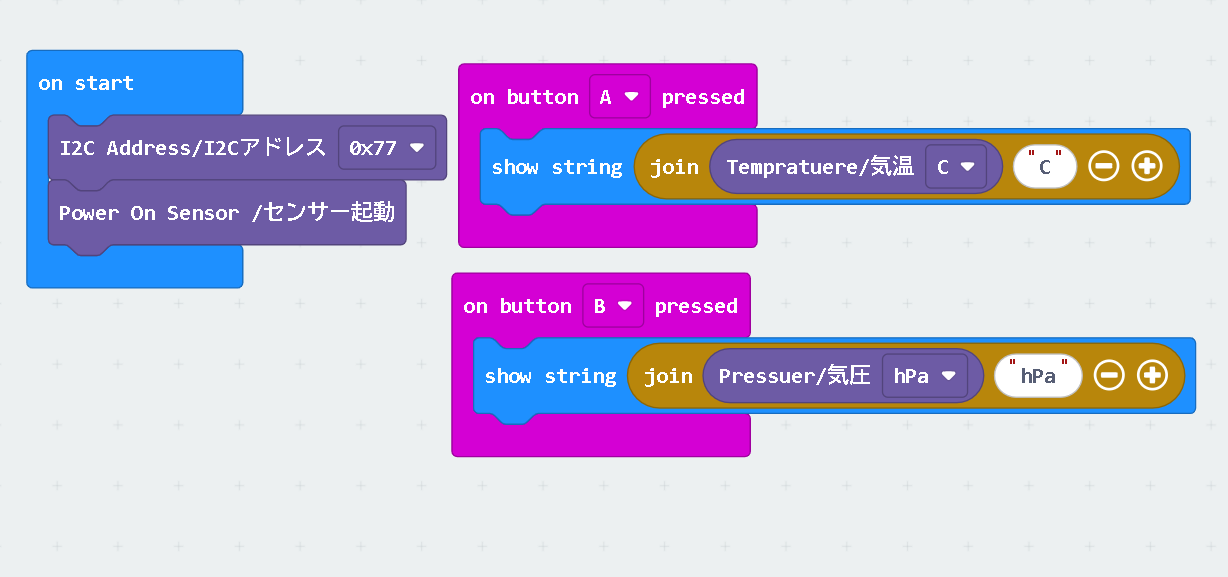 on start
I2C Address/I2Cアドレス 0x77
Power On Sensor /センサー起動
on button A pressed
show string join Tempratuere/気温 C "C"
on button B pressed
show string join Pressuer/気圧 hPa "hPa"